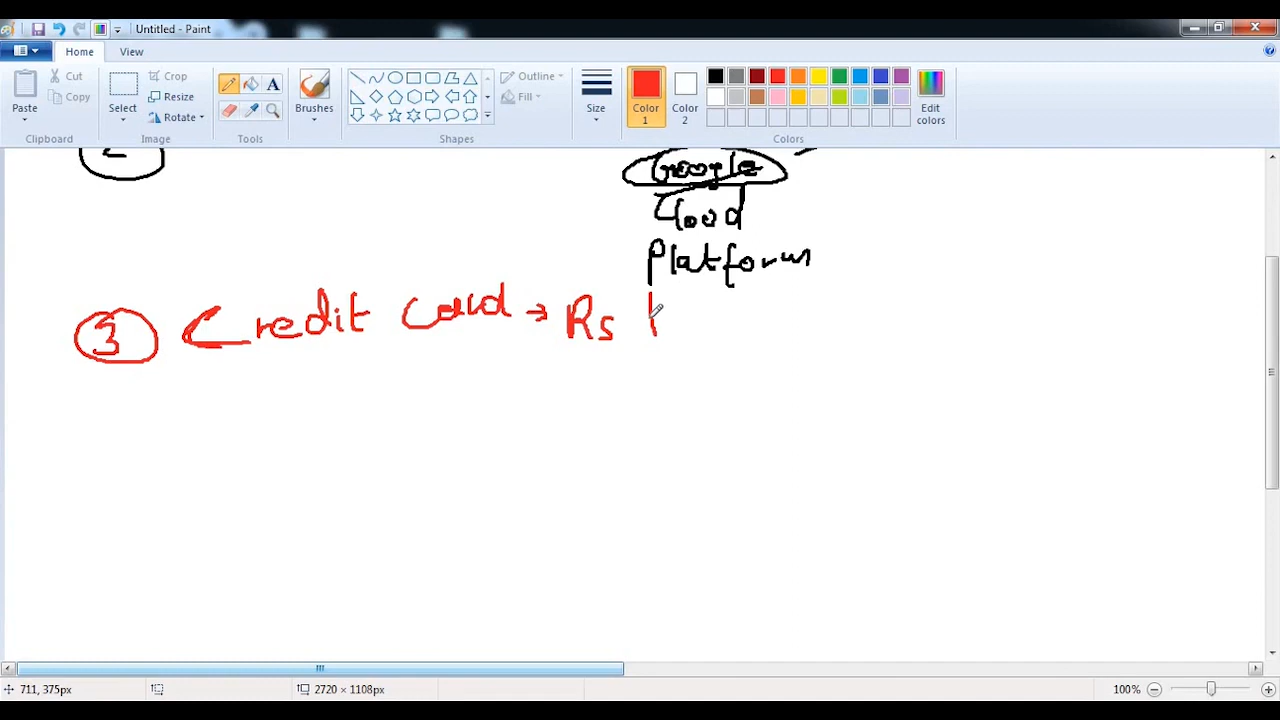 Untitled - Paint
Home View
Paste
Cut
Copy
Clipboard
Select
Crop
Resize
Rotate
Image
A
Tools
Brushes
Shapes
Outline
Fill
Size
Color 1
Color 2
Edit colors
Colors
2
Google
Cloud
Platform
3 Credit Card → Rs 1
711, 375px
2720 × 1108px
100%